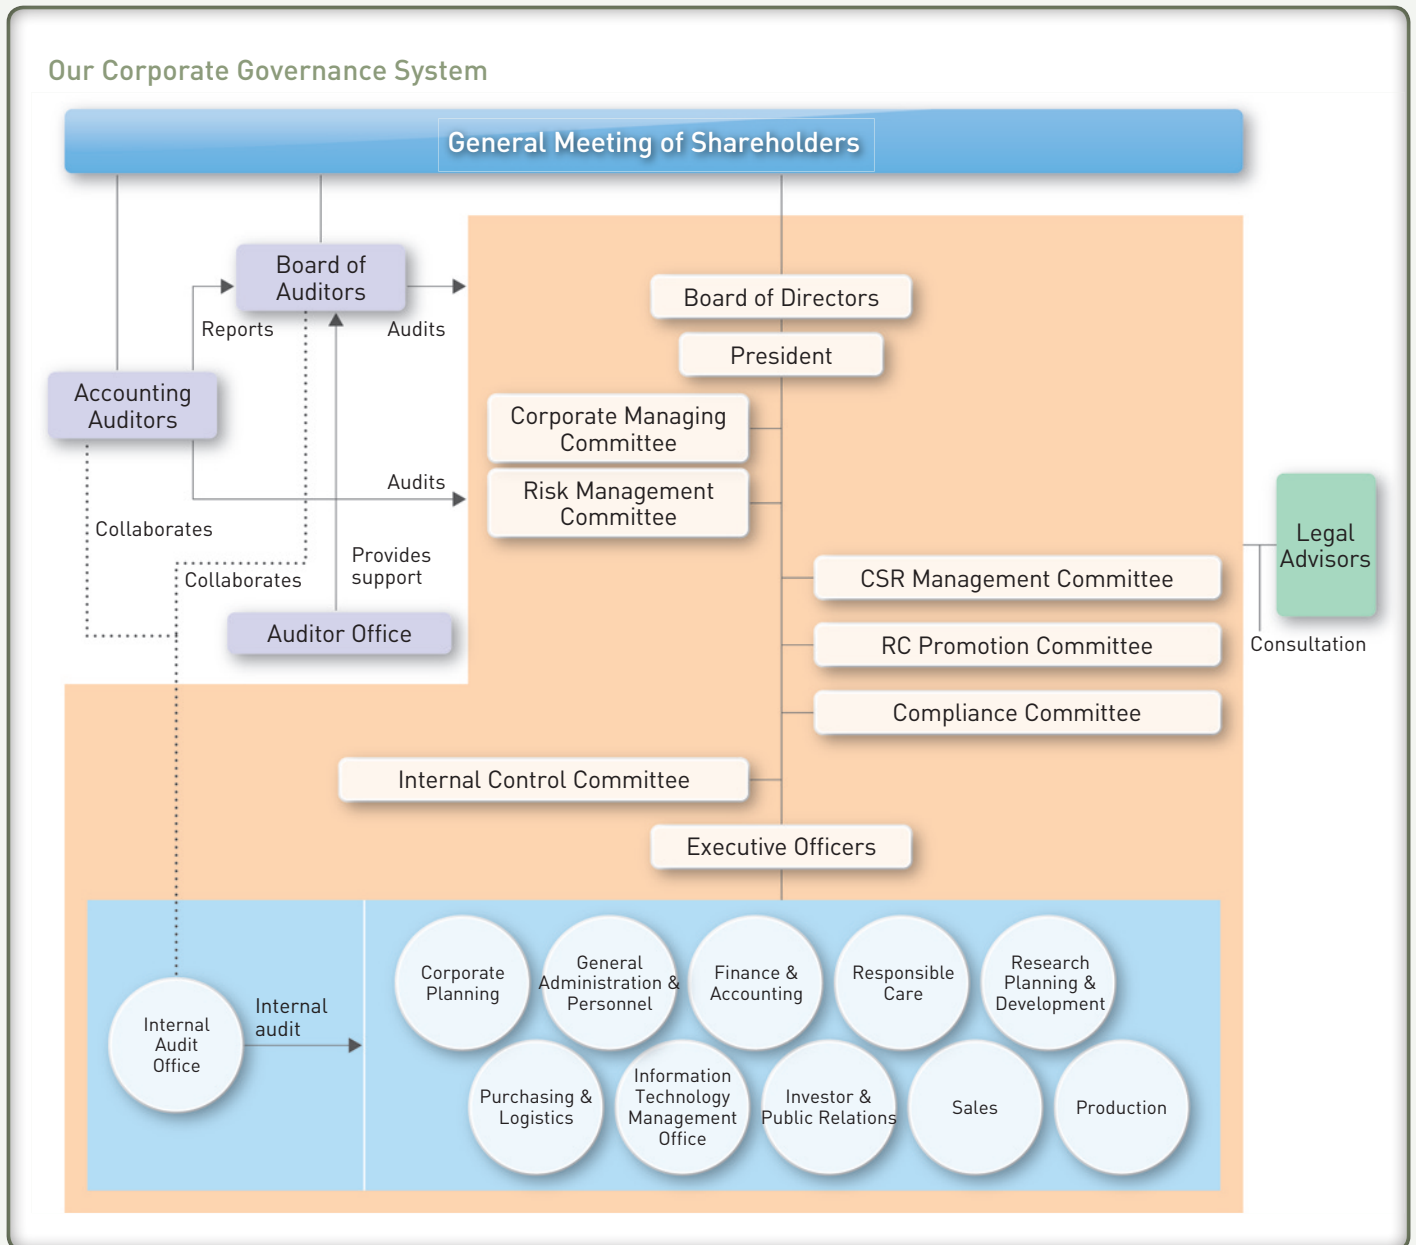 Our Corporate Governance System
General Meeting of Shareholders
Board of
Auditors
Reports
Audits
Accounting
Auditors
Audits
Collaborates
Collaborates
Provides
support
Auditor Office
Board of Directors
President
Corporate Managing
Committee
Risk Management
Committee
CSR Management Committee
RC Promotion Committee
Compliance Committee
Internal Control Committee
Executive Officers
Legal
Advisors
Consultation
Internal
Audit
Office
Internal
audit
Corporate
Planning
General
Administration &
Personnel
Finance &
Accounting
Responsible
Care
Research
Planning &
Development
Purchasing &
Logistics
Information
Technology
Management
Office
Investor &
Public Relations
Sales
Production